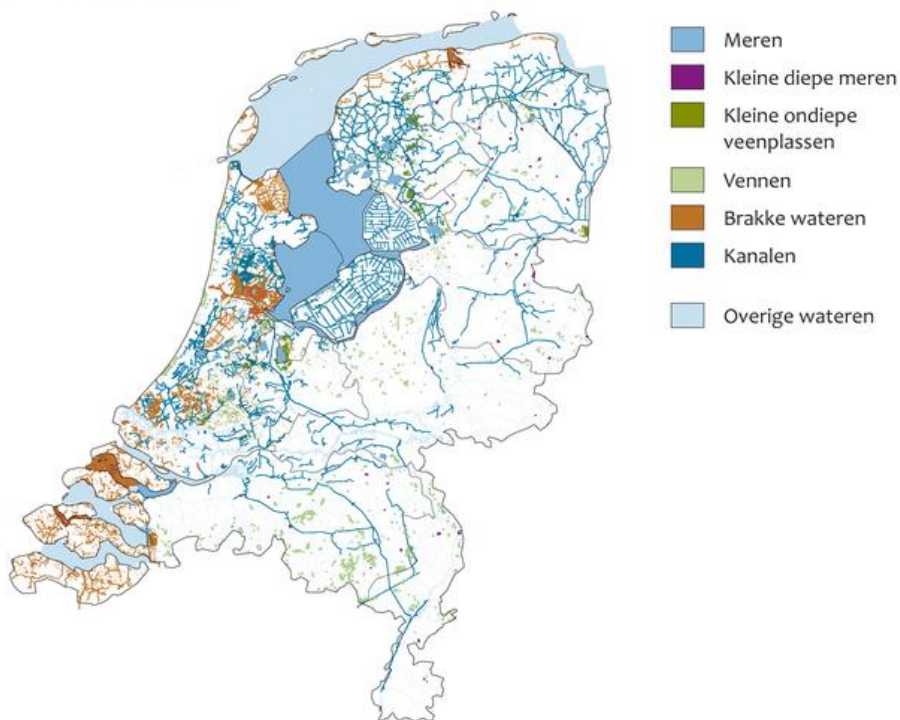 Meren
Kleine diepe meren
Kleine ondiepe
veenplassen
Vennen
Brakke wateren
Kanalen
Overige wateren